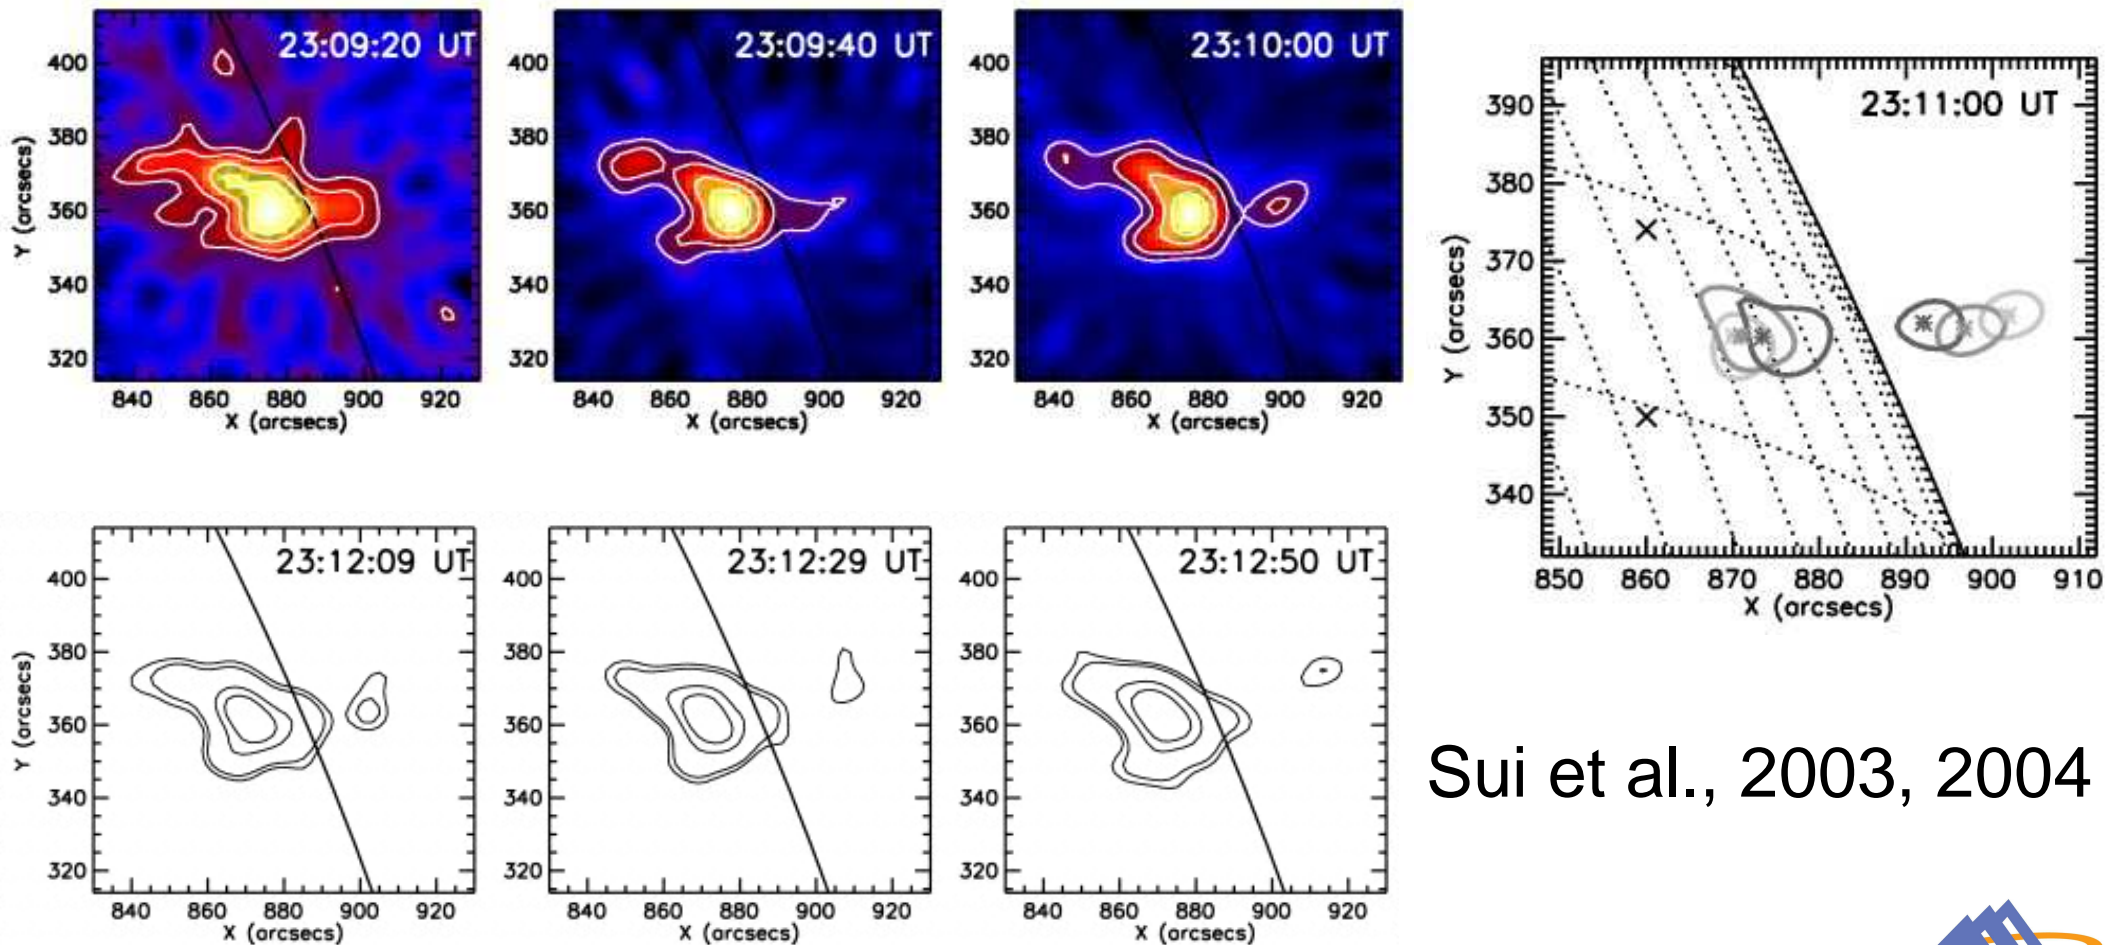 23:09:20 UT
400
380
360
340
320
Y (arcsecs)
840 860 880 900 920
X (arcsecs)
23:09:40 UT
400
380
360
340
320
840 860 880 900 920
X (arcsecs)
23:10:00 UT
400
380
360
340
320
840 860 880 900 920
X (arcsecs)
23:11:00 UT
390
380
370
360
350
340
Y (arcsecs)
850 860 870 880 890 900 910
X (arcsecs)
23:12:09 UT
400
380
360
340
320
Y (arcsecs)
840 860 880 900 920
X (arcsecs)
23:12:29 UT
400
380
360
340
320
840 860 880 900 920
X (arcsecs)
23:12:50 UT
400
380
360
340
320
840 860 880 900 920
X (arcsecs)
Sui et al., 2003, 2004